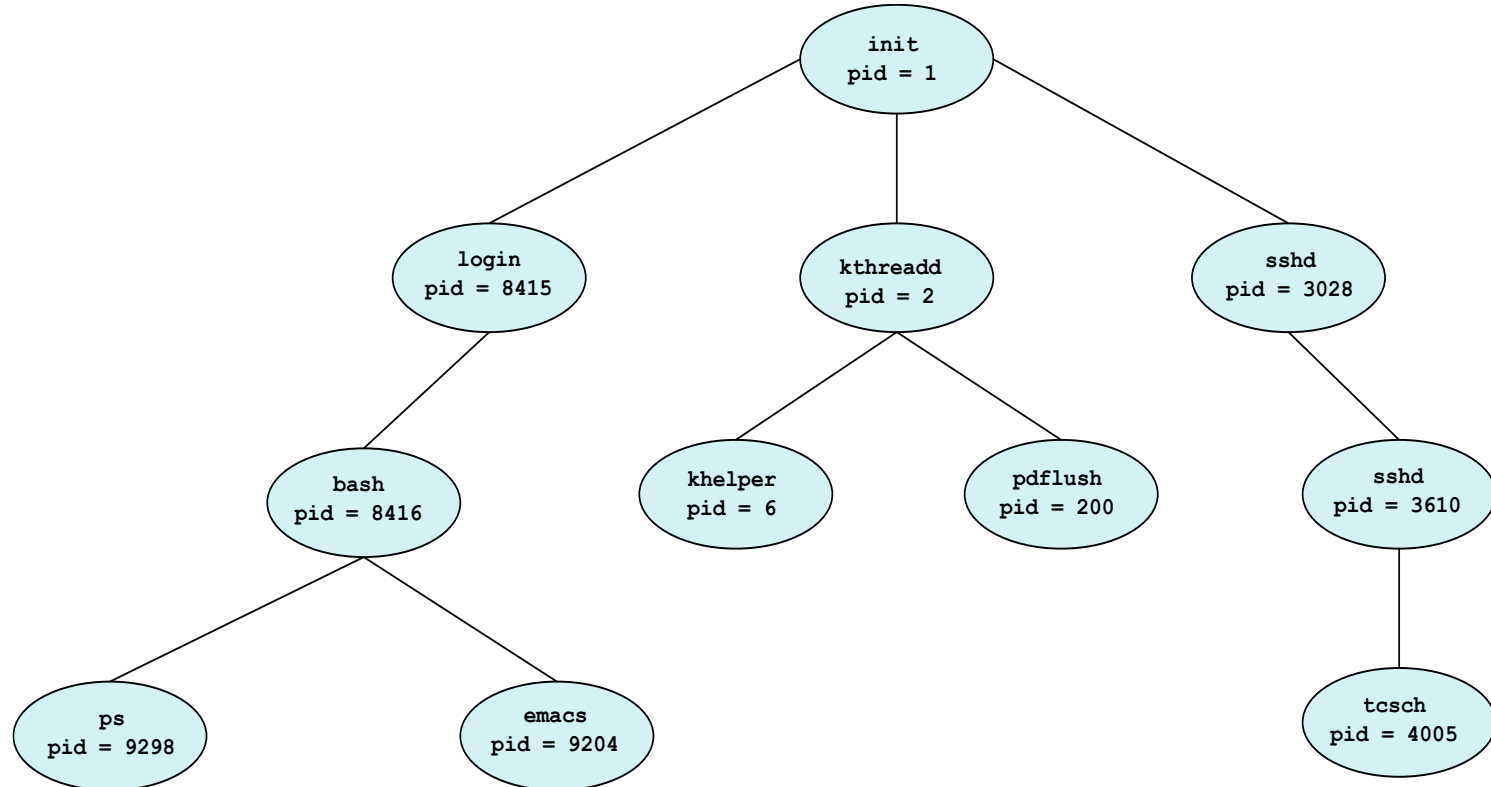 init
pid = 1
login
pid = 8415
kthreadd
pid = 2
sshd
pid = 3028
bash
pid = 8416
khelper
pid = 6
pdflush
pid = 200
sshd
pid = 3610
ps
pid = 9298
emacs
pid = 9204
tcsch
pid = 4005